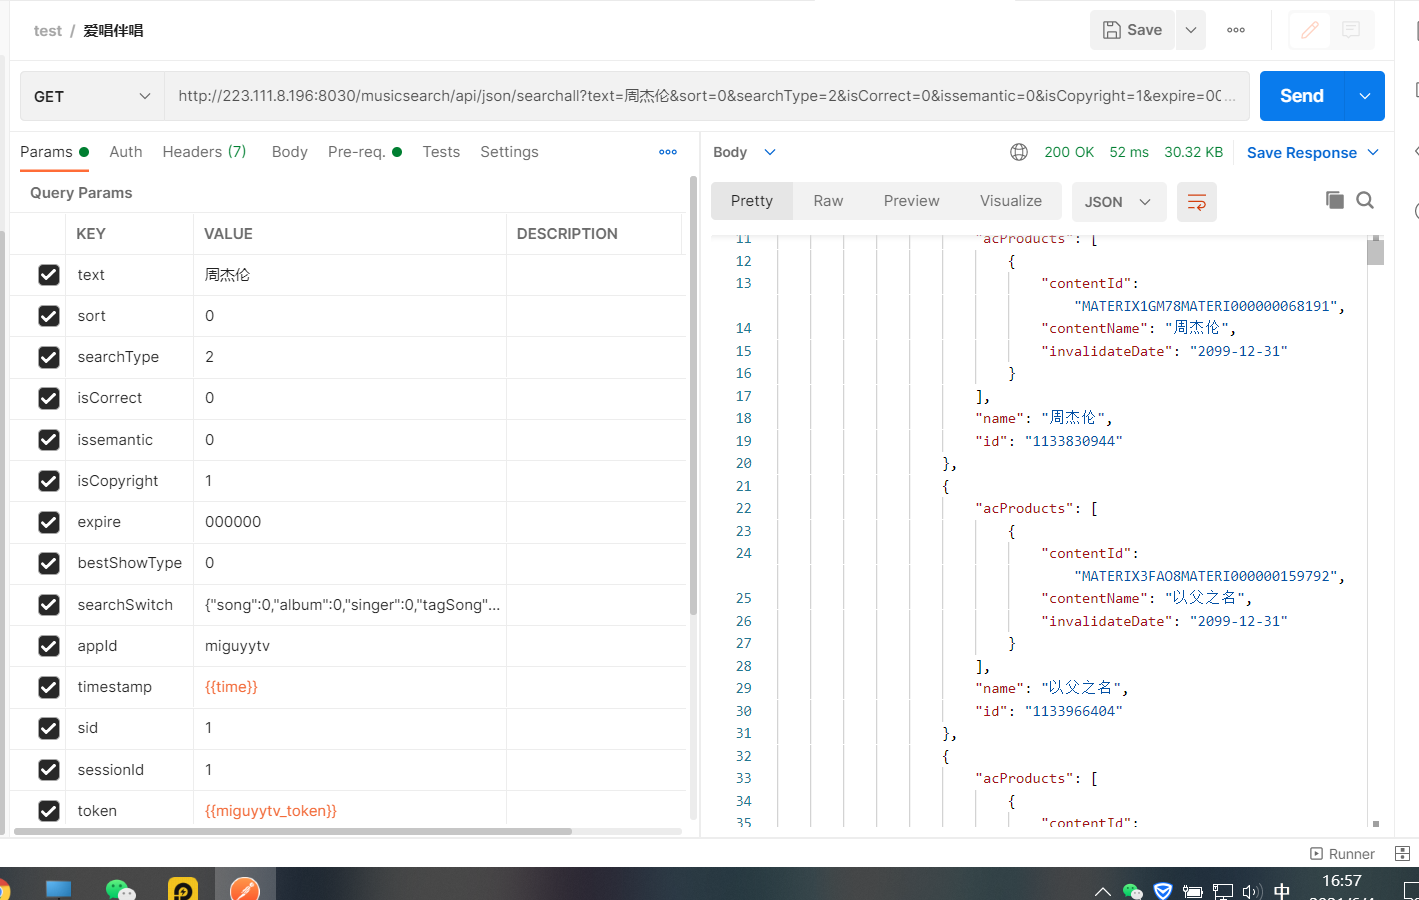 test / 爱唱伴唱
Save
GET
http://223.111.8.196:8030/musicsearch/api/json/searchall?text=周杰伦&sort=0&searchType=2&isCorrect=0&issemantic=0&isCopyright=1&expire=00...
Send
Params Auth Headers (7) Body Pre-req. Tests Settings
Body 200 OK 52 ms 30.32 KB Save Response
Query Params
Pretty Raw Preview Visualize JSON
KEY VALUE DESCRIPTION
text 周杰伦
sort 0
searchType 2
isCorrect 0
issemantic 0
isCopyright 1
expire 000000
bestShowType 0
searchSwitch {"song":0,"album":0,"singer":0,"tagSong"...
appId miguyytv
timestamp {{time}}
sid 1
sessionId 1
token {{miguyytv_token}}
11 "acProducts": [
12 {
13 "contentId":
"MATERIX1GM78MATERI000000068191",
14 "contentName": "周杰伦",
15 "invalidateDate": "2099-12-31"
16 }
17 ],
18 "name": "周杰伦",
19 "id": "1133830944"
20 },
21 {
22 "acProducts": [
23 {
24 "contentId":
"MATERIX3FAO8MATERI000000159792",
25 "contentName": "以父之名",
26 "invalidateDate": "2099-12-31"
27 }
28 ],
29 "name": "以父之名",
30 "id": "1133966404"
31 },
32 {
33 "acProducts": [
34 {
35 "contentId":
Runner
中
16:57
2021/6/4